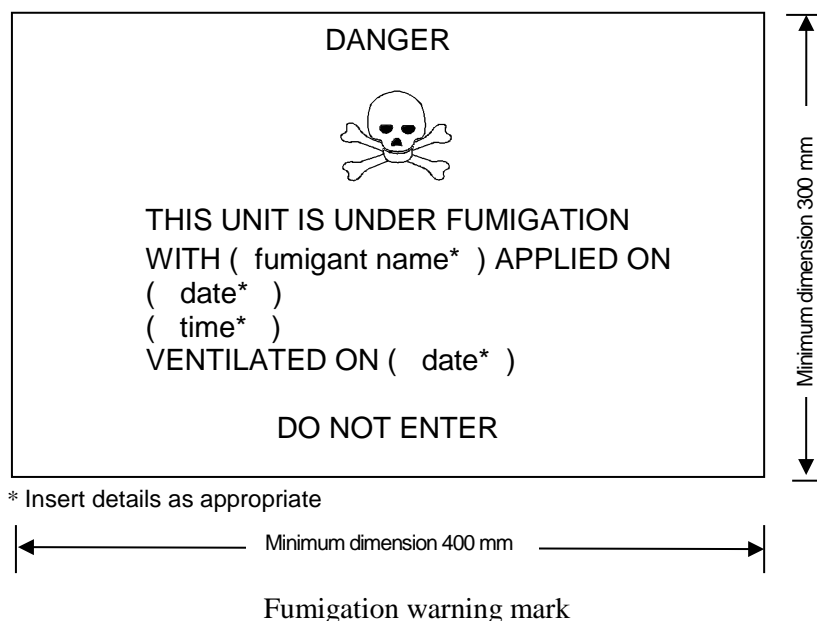 DANGER
THIS UNIT IS UNDER FUMIGATION
WITH ( fumigant name* ) APPLIED ON
( date* )
( time* )
VENTILATED ON ( date* )
DO NOT ENTER
Minimum dimension 300 mm
* Insert details as appropriate
Minimum dimension 400 mm
Fumigation warning mark